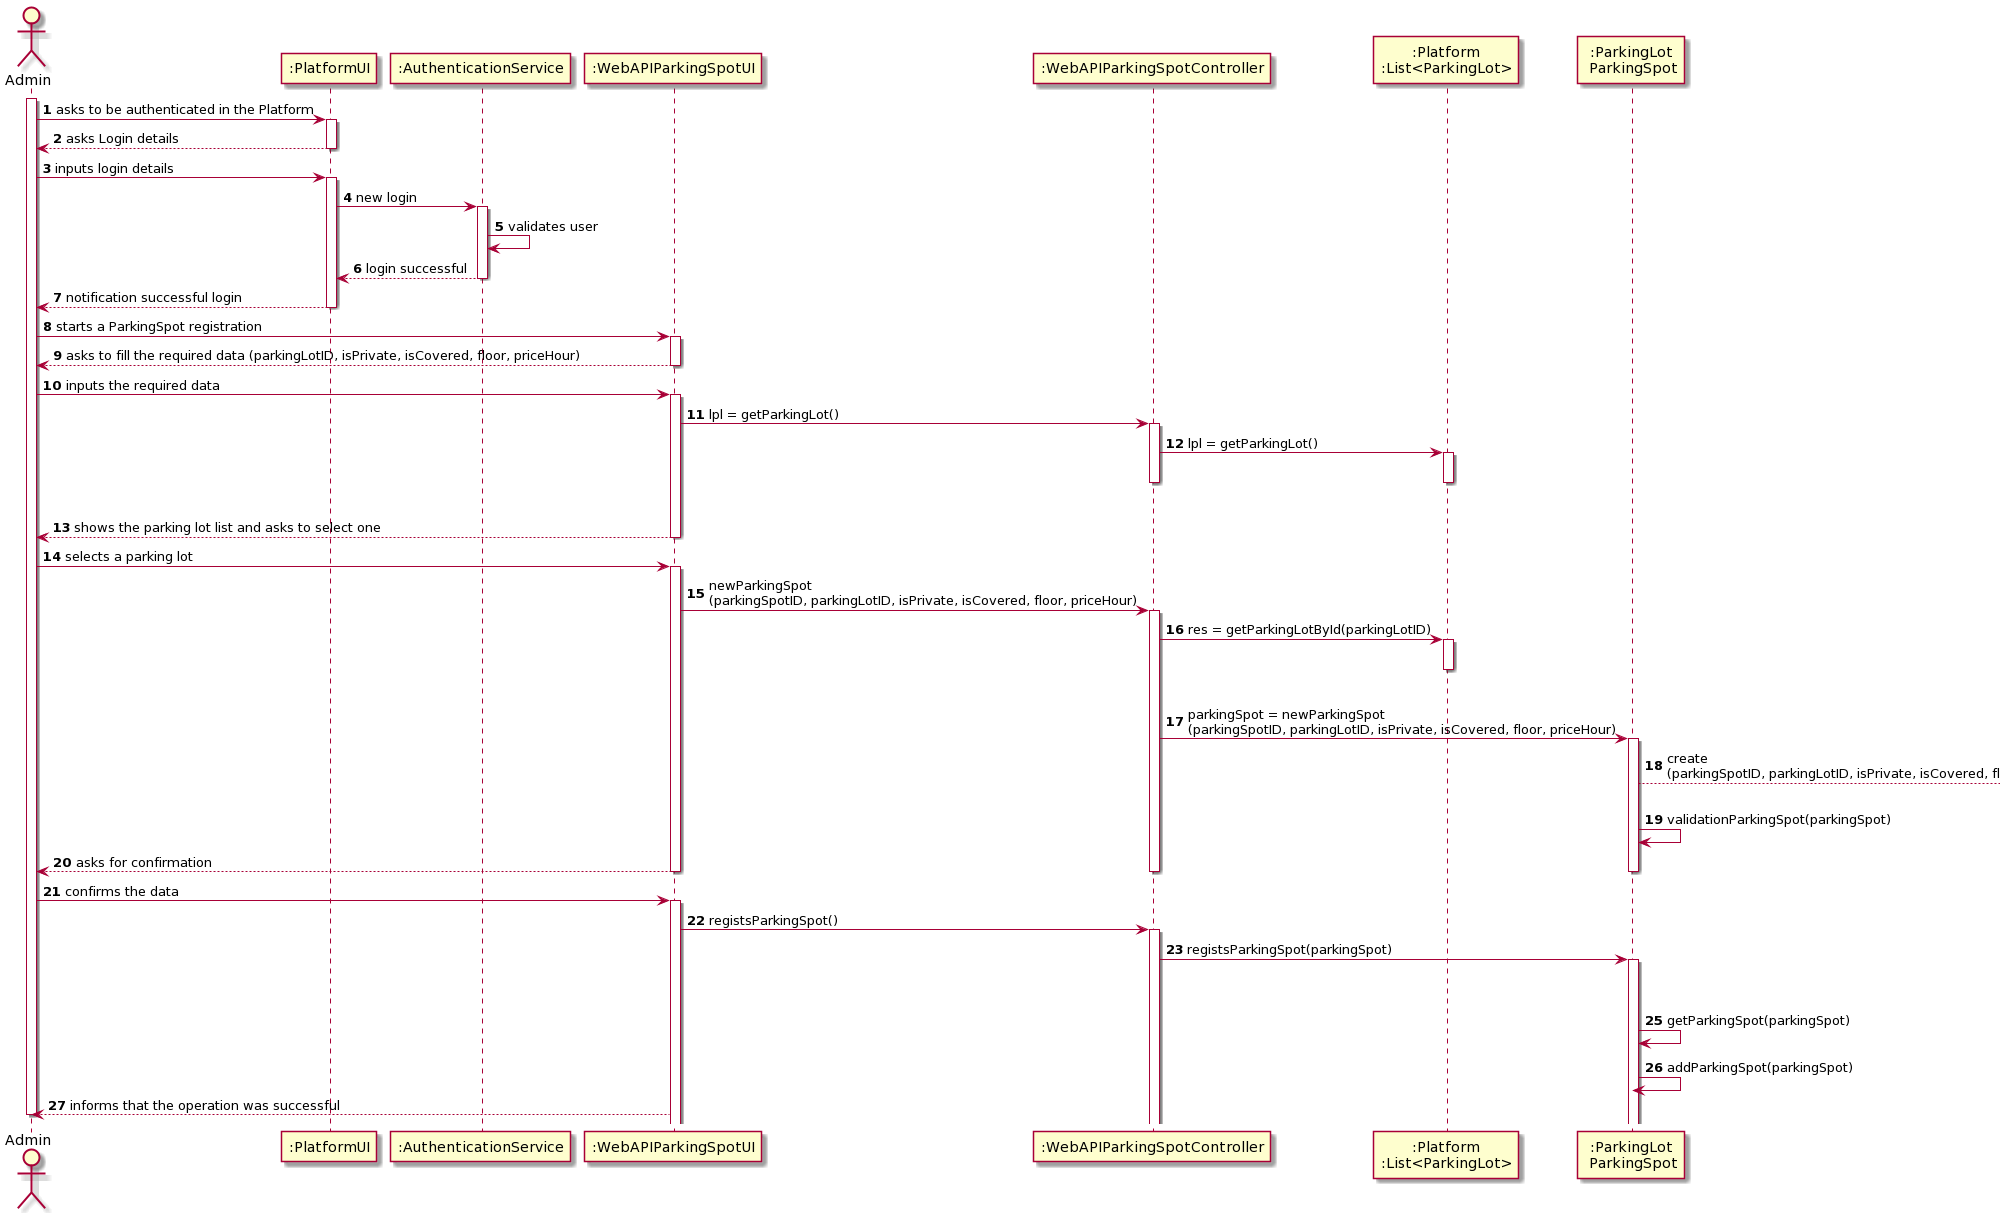 Admin
:PlatformUI
:AuthenticationService
:WebAPIParkingSpotUI
:WebAPIParkingSpotController
:Platform
:List<ParkingLot>
:ParkingLot
ParkingSpot
1 asks to be authenticated in the Platform
2 asks Login details
3 inputs login details
4 new login
5 validates user
6 login successful
7 notification successful login
8 starts a ParkingSpot registration
9 asks to fill the required data (parkingLotID, isPrivate, isCovered, floor, priceHour)
10 inputs the required data
11 lpl = getParkingLot()
12 lpl = getParkingLot()
13 shows the parking lot list and asks to select one
14 selects a parking lot
15 newParkingSpot
(parkingSpotID, parkingLotID, isPrivate, isCovered, floor, priceHour)
16 res = getParkingLotById(parkingLotID)
17 parkingSpot = newParkingSpot
(parkingSpotID, parkingLotID, isPrivate, isCovered, floor, priceHour)
18 create
(parkingSpotID, parkingLotID, isPrivate, isCovered, fl
19 validationParkingSpot(parkingSpot)
20 asks for confirmation
21 confirms the data
22 registsParkingSpot()
23 registsParkingSpot(parkingSpot)
25 getParkingSpot(parkingSpot)
26 addParkingSpot(parkingSpot)
27 informs that the operation was successful
Admin
:PlatformUI
:AuthenticationService
:WebAPIParkingSpotUI
:WebAPIParkingSpotController
:Platform
:List<ParkingLot>
:ParkingLot
ParkingSpot